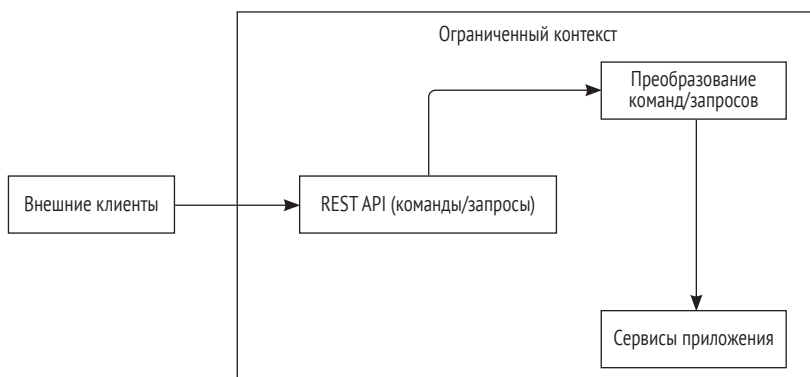 Ограниченный контекст
Преобразование
команд/запросов
Внешние клиенты
REST API (команды/запросы)
Сервисы приложения